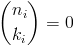 \binom{n_i}{k_i} = 0